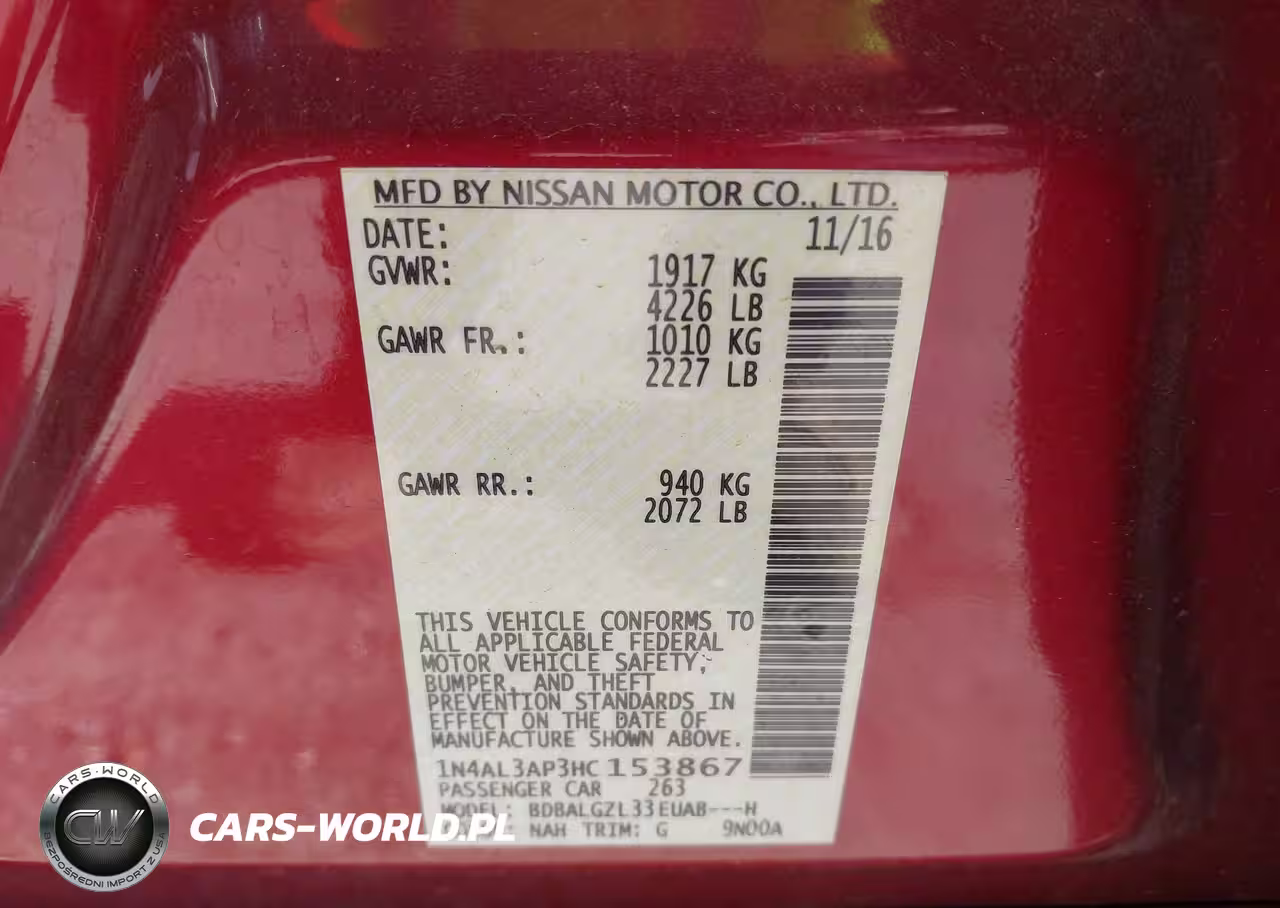 MFD BY NISSAN MOTOR CO., LTD.
DATE: 11/16
GVWR: 1917 KG
4226 LB
GAWR FR.: 1010 KG
2227 LB
GAWR RR.: 940 KG
2072 LB
THIS VEHICLE CONFORMS TO
ALL APPLICABLE FEDERAL
MOTOR VEHICLE SAFETY,
BUMPER, AND THEFT
PREVENTION STANDARDS IN
EFFECT ON THE DATE OF
MANUFACTURE SHOWN ABOVE.
1N4AL3AP3HC153867
PASSENGER CAR 263
MODEL: BDBALGZL33EUAB---H
NAH TRIM: G 9N00A
CARS-WORLD
CW
BEZPOŚREDNI IMPORT Z USA
CARS-WORLD.PL